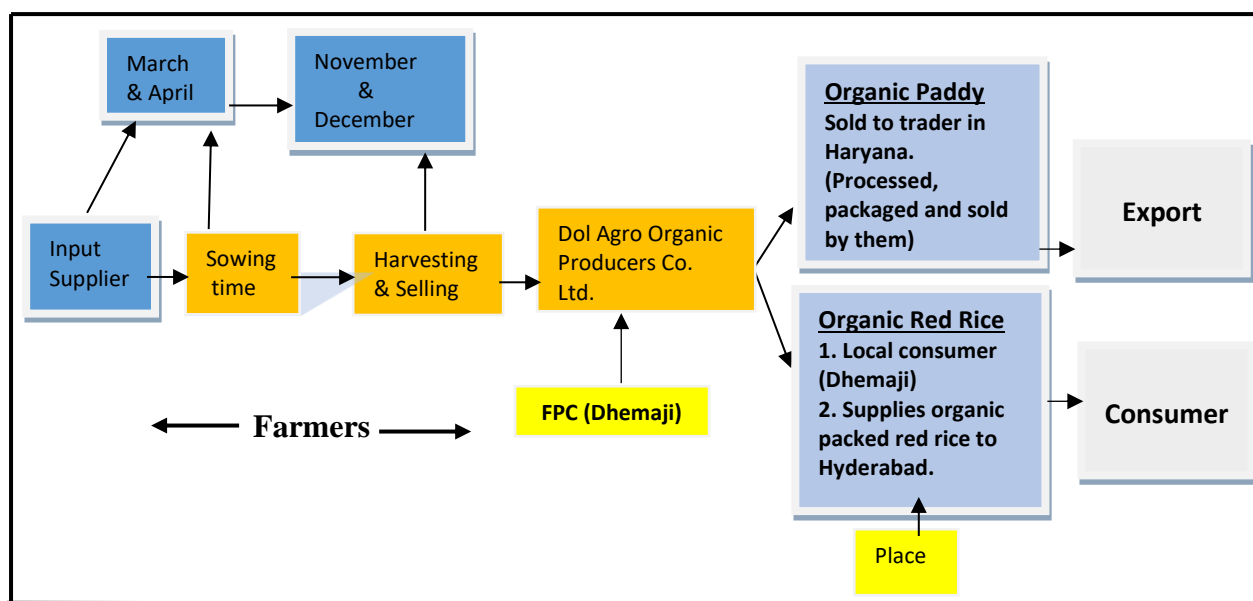 March
& April
November
&
December
Input
Supplier
Sowing
time
Harvesting
& Selling
Dol Agro Organic
Producers Co.
Ltd.
FPC (Dhemaji)
Farmers
Organic Paddy
Sold to trader in
Haryana.
(Processed,
packaged and sold
by them)
Export
Organic Red Rice
1. Local consumer
(Dhemaji)
2. Supplies organic
packed red rice to
Hyderabad.
Consumer
Place